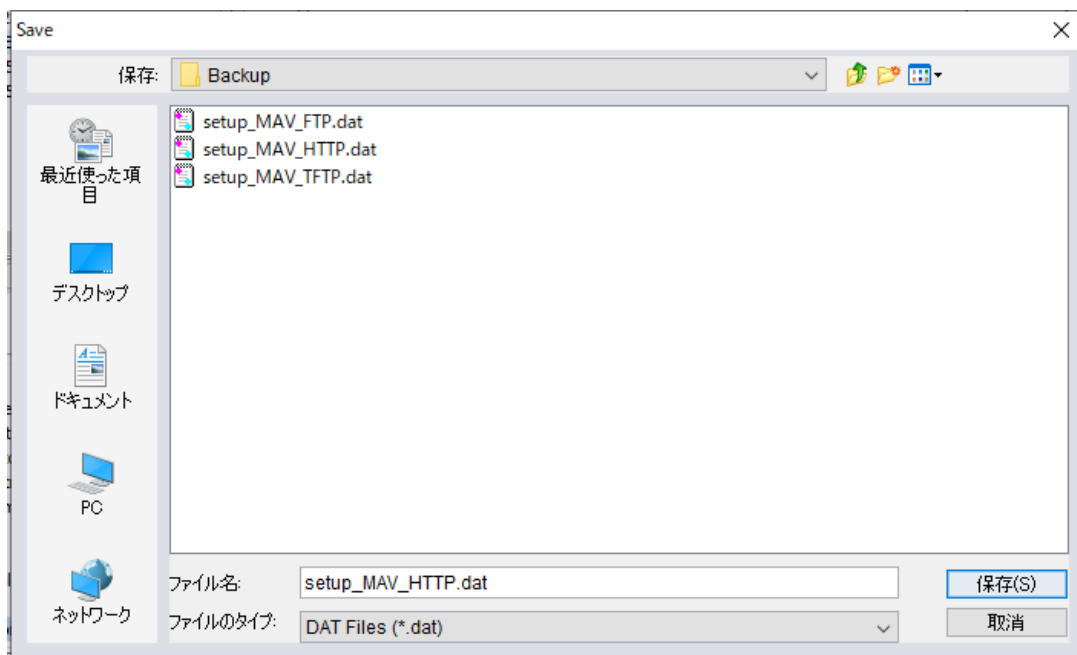 Save
保存:
Backup
setup_MAV_FTP.dat
setup_MAV_HTTP.dat
setup_MAV_TFTP.dat
最近使った項
目
デスクトップ
ドキュメント
PC
ネットワーク
ファイル名:
setup_MAV_HTTP.dat
保存(S)
ファイルのタイプ:
DAT Files (*.dat)
取消